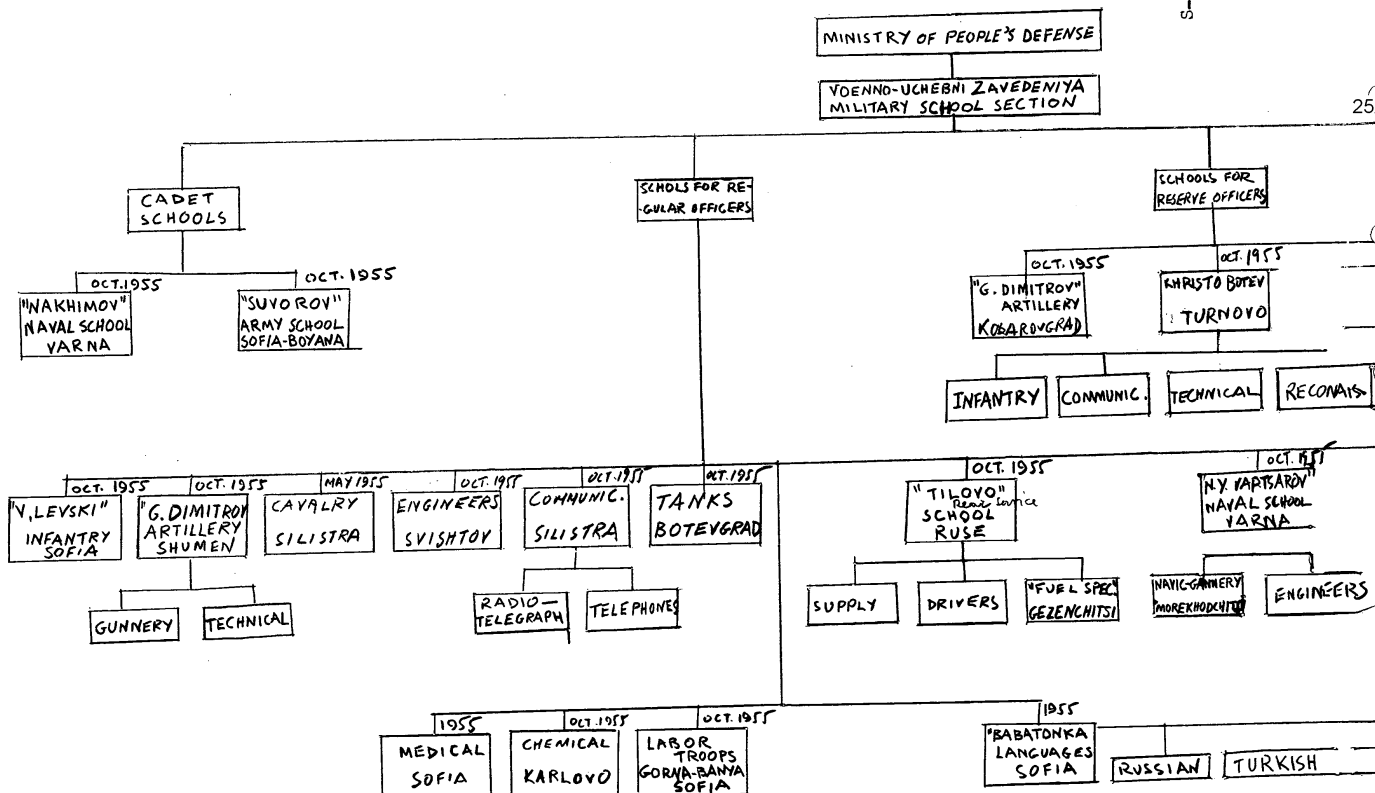 S-
MINISTRY OF PEOPLE'S DEFENSE
VOENNO-UCHEBNI ZAVEDENIYA
MILITARY SCHOOL SECTION
25
CADET
SCHOOLS
SCHOLS FOR RE-
-GULAR OFFICERS
SCHOOLS FOR
RESERVE OFFICERS
OCT.1955
"NAKHIMOV"
NAVAL SCHOOL
VARNA
OCT.1955
"SUVOROV"
ARMY SCHOOL
SOFIA-BOYANA
OCT.1955
"G. DIMITROV"
ARTILLERY
KOBAROVGRAD
OCT.1955
KHRISTO BOTEV
TURNOVO
INFANTRY
COMMUNIC.
TECHNICAL
RECONAIS
OCT. 1955
"V, LEVSKI"
INFANTRY
SOFIA
OCT.1955
"G. DIMITROV
ARTILLERY
SHUMEN
MAY 1955
CAVALRY
SILISTRA
OCT.1955
ENGINEERS
SVISHTOV
OCT.1955
COMMUNIC.
SILISTRA
OCT.1955
TANKS
BOTEVGRAD
OCT.1955
"TILOVO"
Rear Service
SCHOOL
RUSE
OCT.1955
N.Y. VAPTSAROV
NAVAL SCHOOL
VARNA
GUNNERY
TECHNICAL
RADIO-
TELEGRAPH
TELEPHONES
SUPPLY
DRIVERS
"FUEL SPEC"
GEZENCHITSI
ENGINEERS
1955
MEDICAL
SOFIA
OCT.1955
CHEMICAL
KARLOVO
OCT.1955
LABOR
TROOPS
GORNA-BANYA
SOFIA
1955
"BABATONKA
LANGUAGES
SOFIA
RUSSIAN
TURKISH